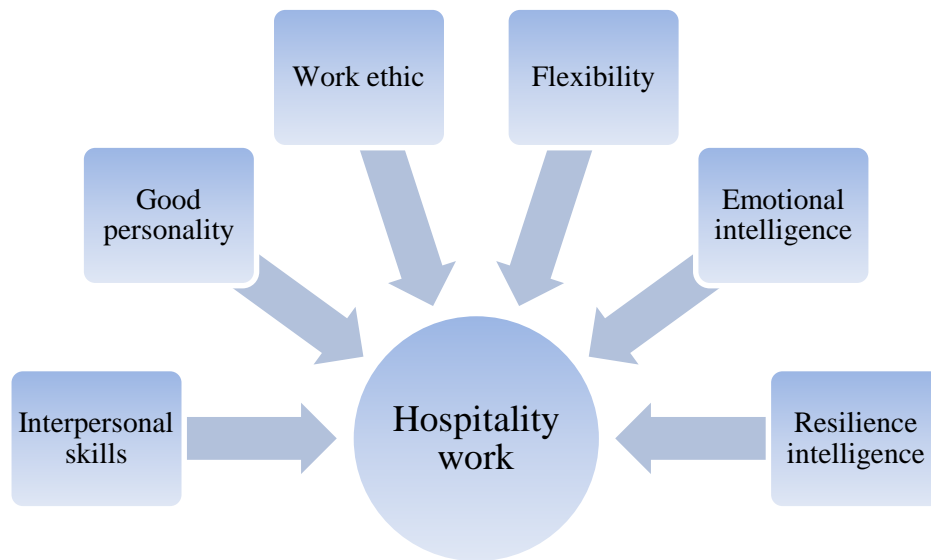 Work ethic
Flexibility
Good
personality
Emotional
intelligence
Interpersonal
skills
Hospitality
work
Resilience
intelligence